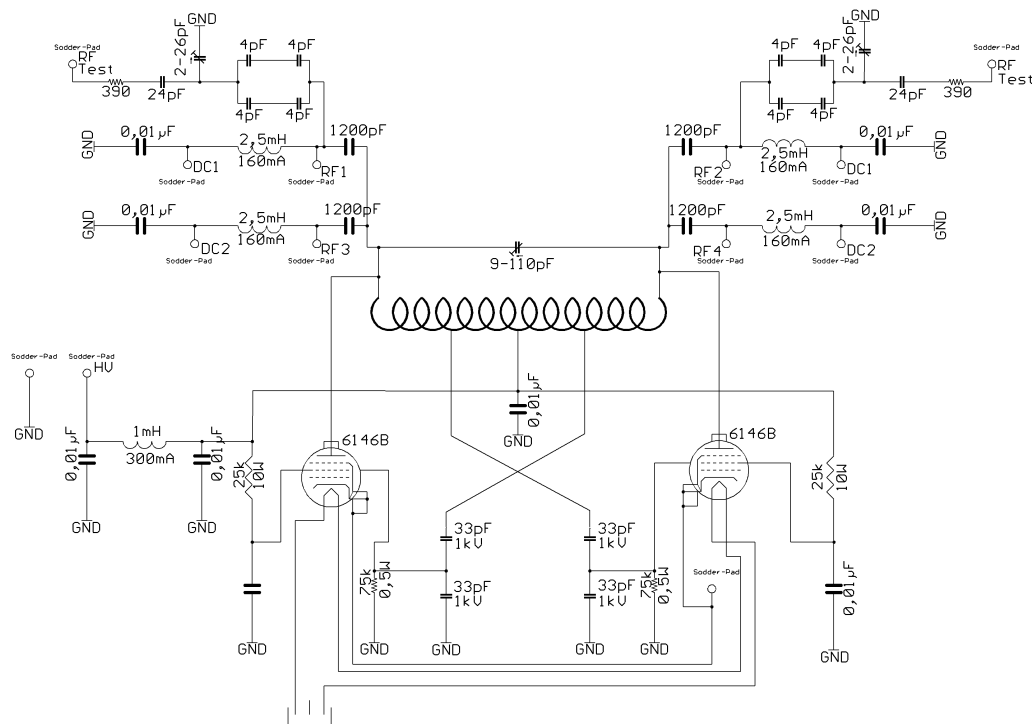 GND
GND
2-26pF
4pF
4pF
4pF
4pF
2-26pF
Sodder-Pad
RF
Test
Sodder-Pad
RF
Test
390
24pF
4pF
4pF
4pF
4pF
24pF
390
GND
0,01µF
2,5mH
160mA
1200pF
1200pF
2,5mH
160mA
0,01µF
GND
DC1
Sodder-Pad
RF1
Sodder-Pad
RF2
Sodder-Pad
DC1
Sodder-Pad
GND
0,01µF
2,5mH
160mA
1200pF
1200pF
2,5mH
160mA
0,01µF
GND
DC2
Sodder-Pad
RF3
Sodder-Pad
RF4
Sodder-Pad
DC2
Sodder-Pad
9-110pF
Sodder-Pad
Sodder-Pad
HV
GND
0,01µF
1mH
300mA
0,01µF
GND
GND
25k
10W
6146B
0,01µF
GND
6146B
25k
10W
33pF
1kV
33pF
1kV
33pF
1kV
33pF
1kV
75k
0,5W
75k
0,5W
Sodder-Pad
0,01µF
GND
GND
GND
GND
GND
GND